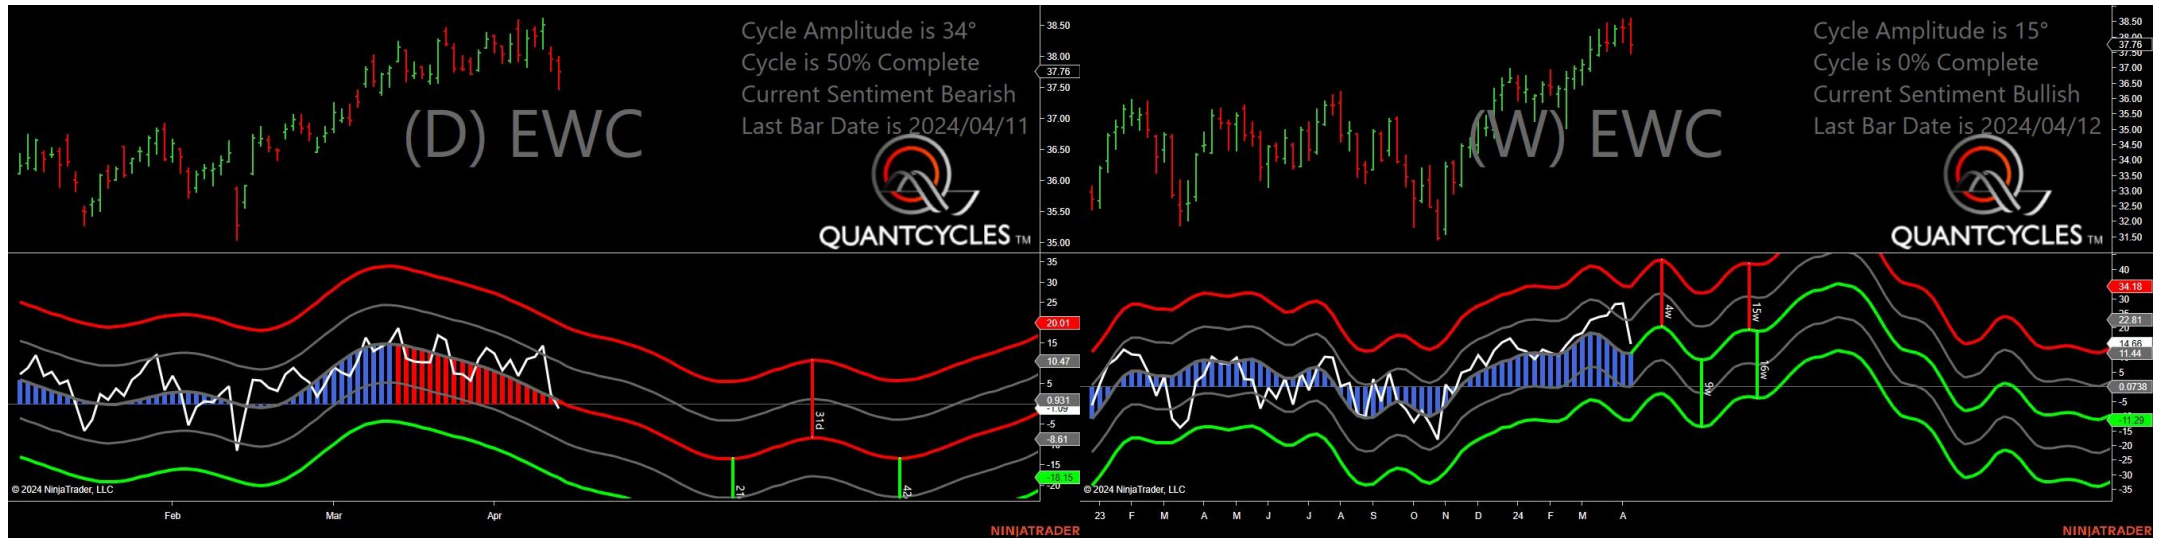 Cycle Amplitude is 34°
Cycle is 50% Complete
Current Sentiment Bearish
Last Bar Date is 2024/04/11
(D) EWC
QUANTCYCLES TM
38.50
38.00
37.76
37.50
37.00
36.50
36.00
35.50
35.00
35
30
25
20.01
15
10.47
5
0.931
-1.09
-5
-8.61
-15
-18.15
-20
31d
21
42
© 2024 NinjaTrader, LLC
Feb Mar Apr
NINJATRADER
Cycle Amplitude is 15°
Cycle is 0% Complete
Current Sentiment Bullish
Last Bar Date is 2024/04/12
(W) EWC
QUANTCYCLES TM
38.50
38.00
37.76
37.50
37.00
36.50
36.00
35.50
35.00
34.50
34.00
33.50
33.00
32.50
32.00
31.50
40
34.18
30
22.81
20
14.66
11.44
5
0.0738
-5
-11.29
-15
-20
-25
-30
-35
4w
15w
9w
16w
© 2024 NinjaTrader, LLC
23 F M A M J J A S O N D 24 F M A
NINJATRADER